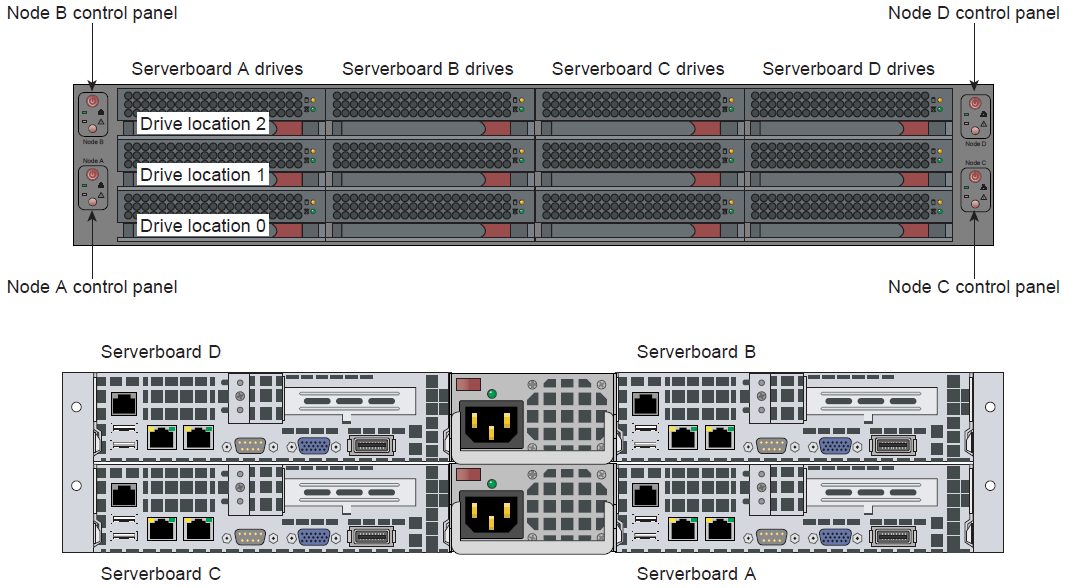 Node B control panel
Node D control panel
Serverboard A drives
Serverboard B drives
Serverboard C drives
Serverboard D drives
Drive location 2
Node B
Node D
Node A
Node C
Drive location 1
Drive location 0
Node A control panel
Node C control panel
Serverboard D
Serverboard B
Serverboard C
Serverboard A